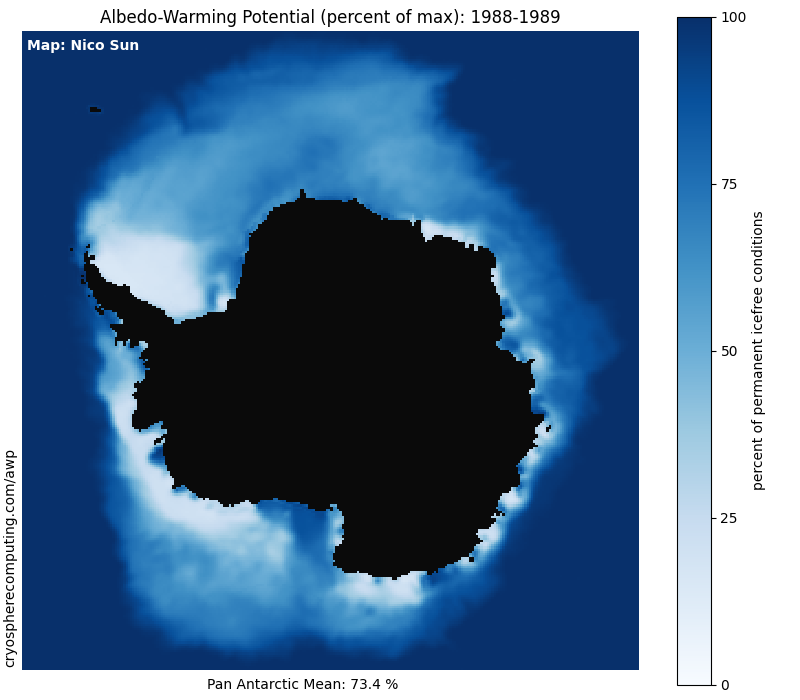 Albedo-Warming Potential (percent of max): 1988-1989
Map: Nico Sun
100
75
50
25
0
percent of permanent icefree conditions
cryospherecomputing.com/awp
Pan Antarctic Mean: 73.4 %